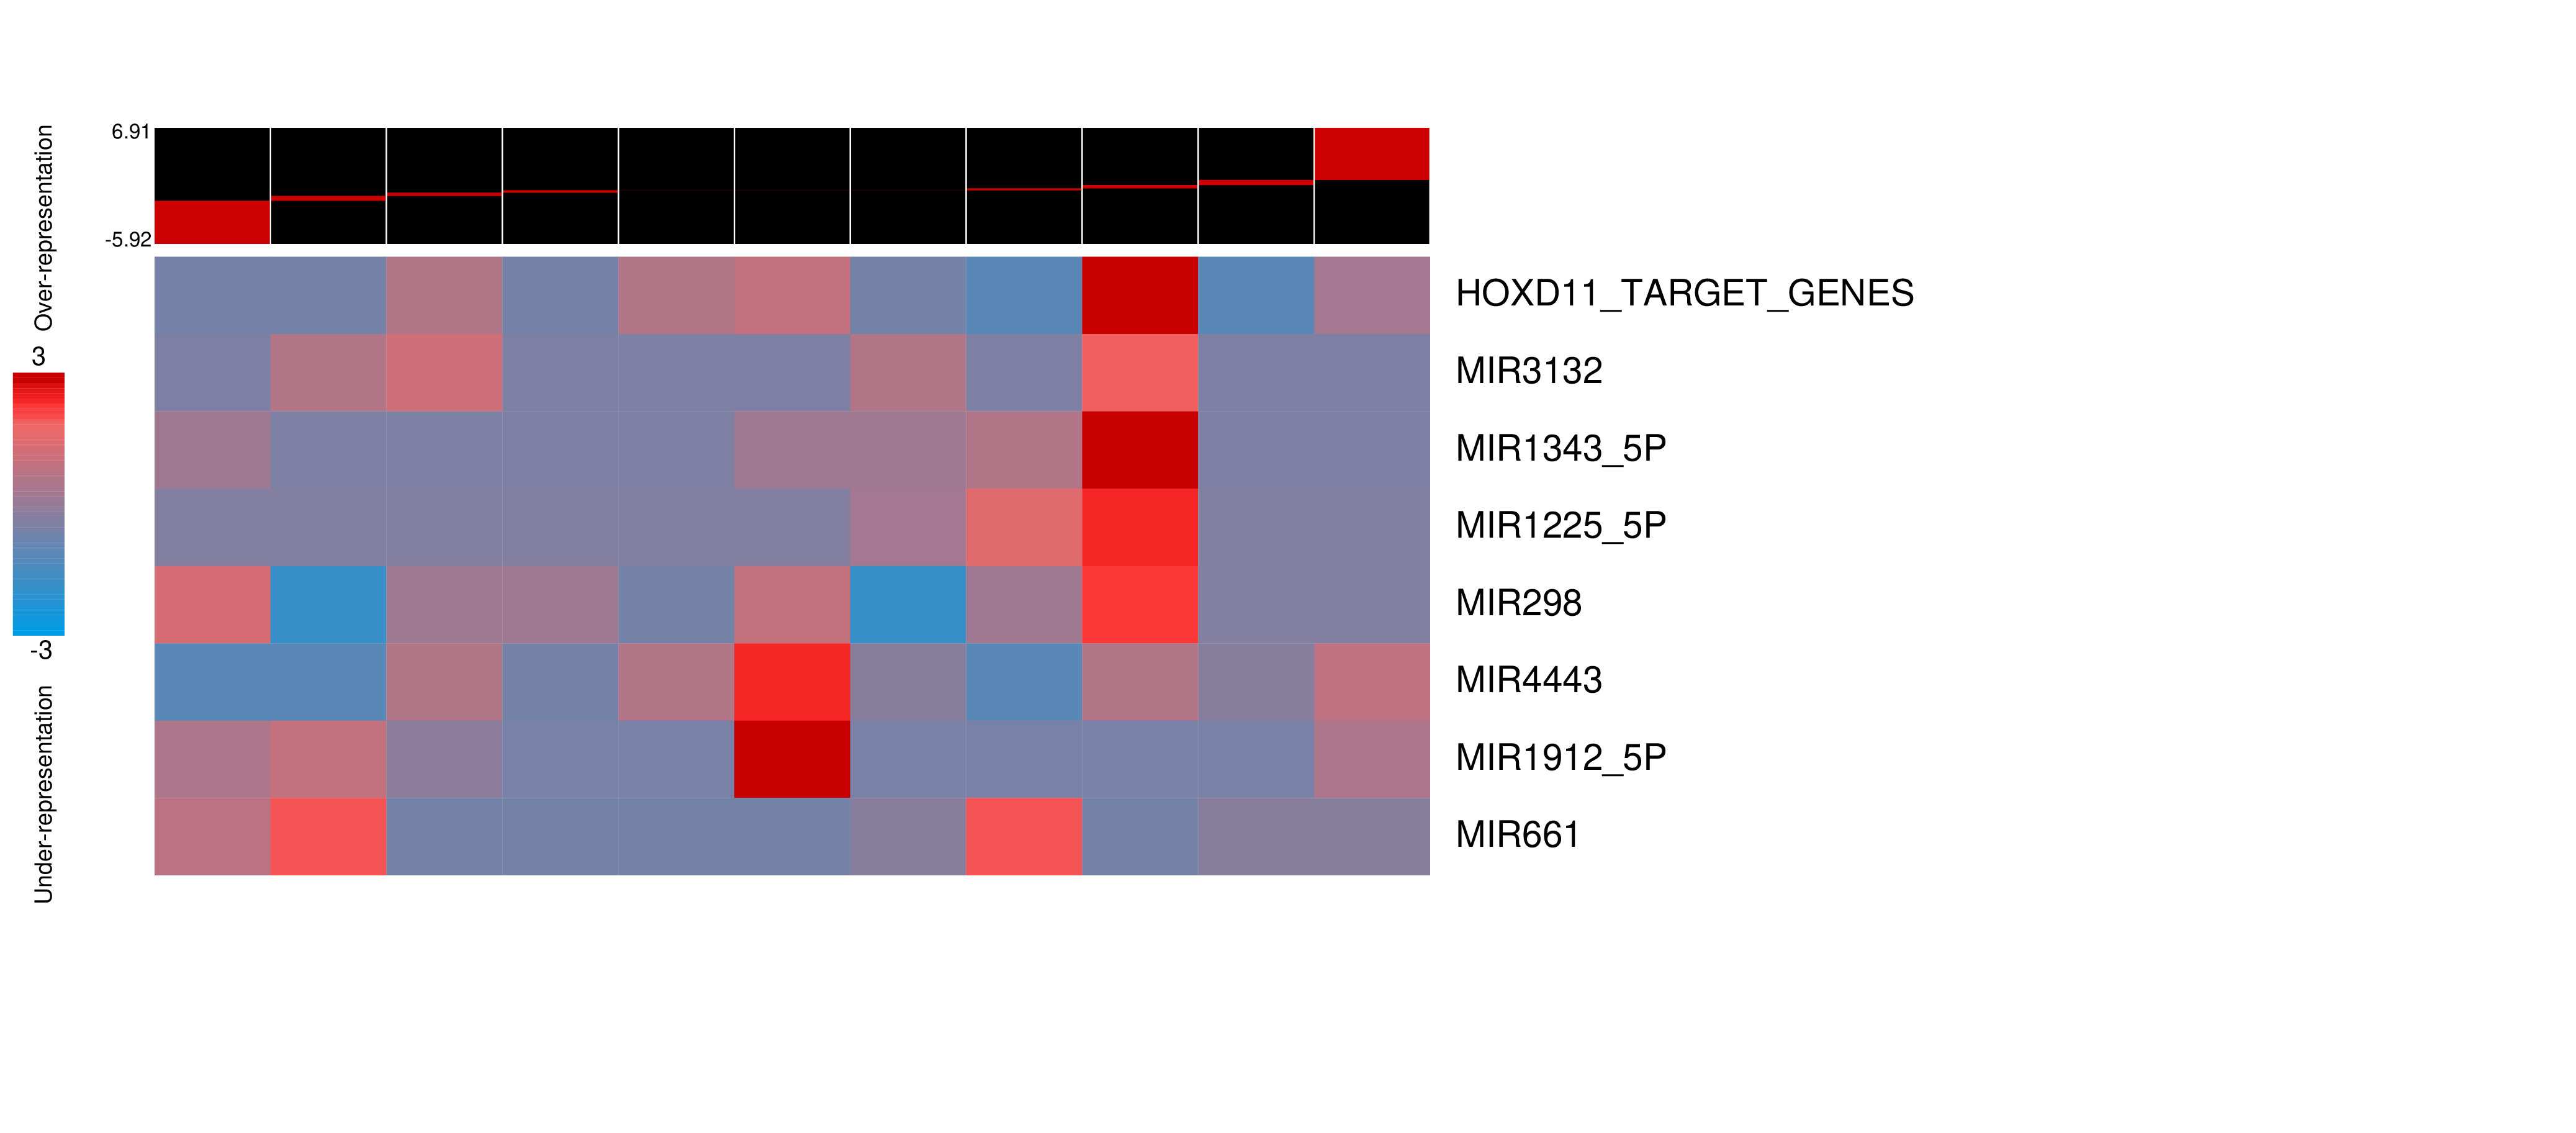 6.91
-5.92
Over-representation
3
-3
Under-representation
HOXD11_TARGET_GENES
MIR3132
MIR1343_5P
MIR1225_5P
MIR298
MIR4443
MIR1912_5P
MIR661